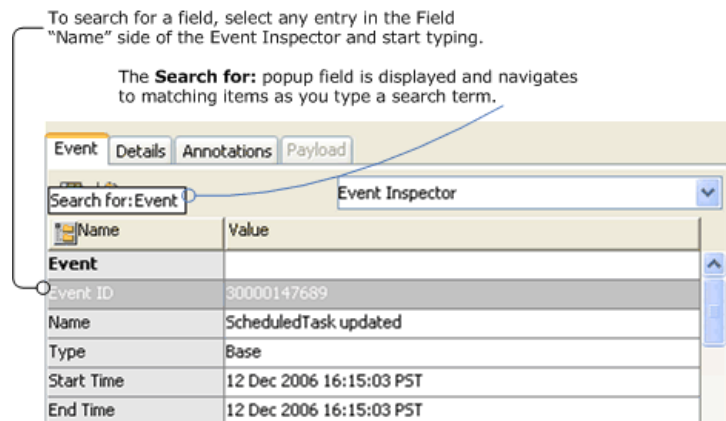 To search for a field, select any entry in the Field
“Name” side of the Event Inspector and start typing.
The Search for: popup field is displayed and navigates
to matching items as you type a search term.
Event Details Annotations Payload
Search for:Event Event Inspector
Name Value
Event
Event ID 30000147689
Name ScheduledTask updated
Type Base
Start Time 12 Dec 2006 16:15:03 PST
End Time 12 Dec 2006 16:15:03 PST